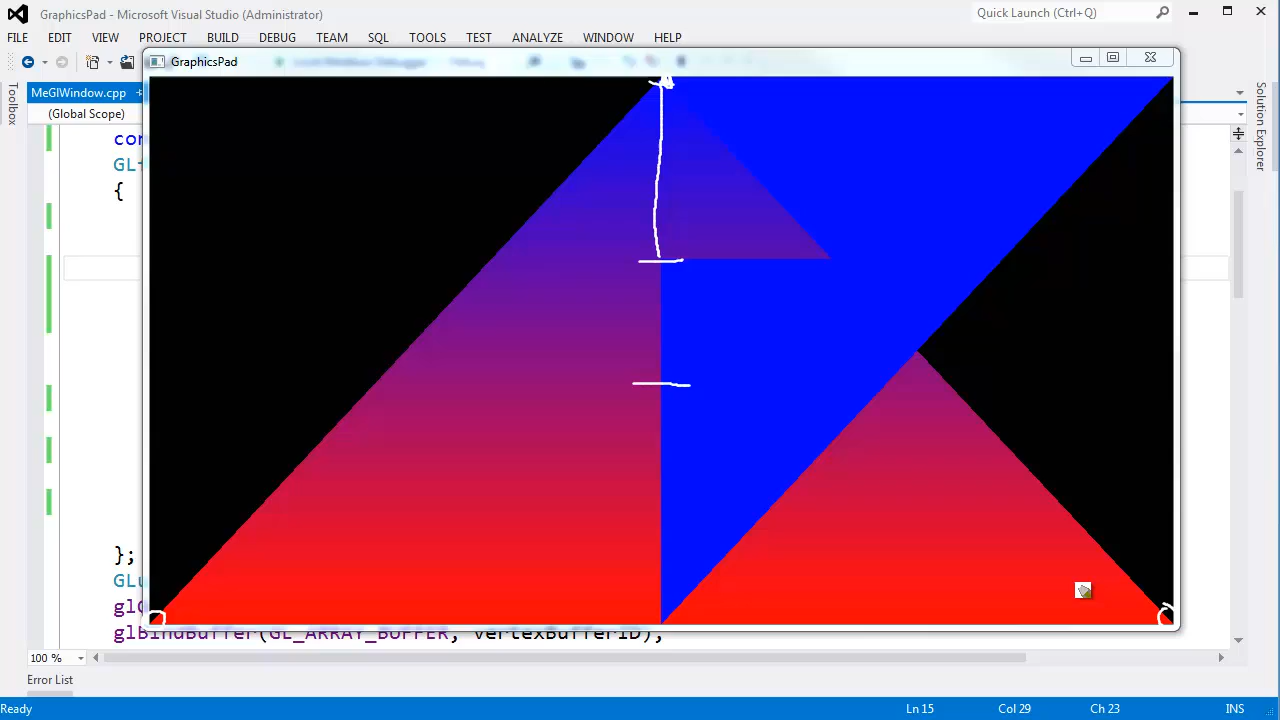 GraphicsPad - Microsoft Visual Studio (Administrator)
Quick Launch (Ctrl+Q)
FILE EDIT VIEW PROJECT BUILD DEBUG TEAM SQL TOOLS TEST ANALYZE WINDOW HELP
GraphicsPad
MeGlWindow.cpp
(Global Scope)
Toolbox
Solution Explorer
{
};
glBindBuffer(GL_ARRAY_BUFFER, vertexBufferID);
100 %
Error List
Ready Ln 15 Col 29 Ch 23 INS